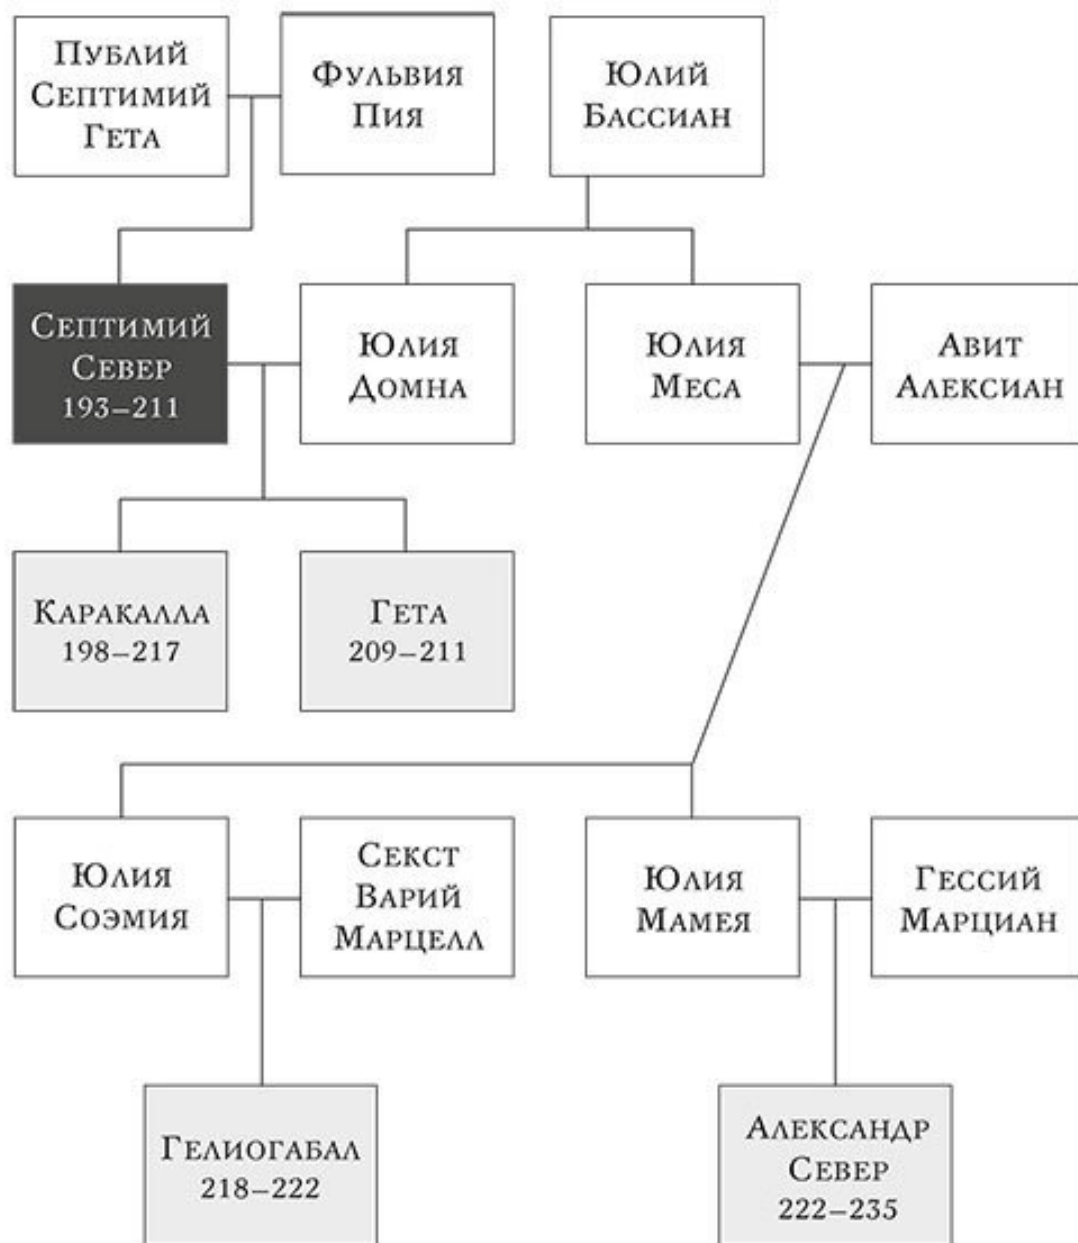 Публий
Септимий
Гета
Фульвия
Пия
Юлий
Бассиан
Септимий
Север
193–211
Юлия
Домна
Юлия
Меса
Авит
Алексиан
Каракалла
198–217
Гета
209–211
Юлия
Соэмия
Секст
Варий
Марцелл
Юлия
Мамея
Гессий
Марциан
Гелиогабал
218–222
Александр
Север
222–235